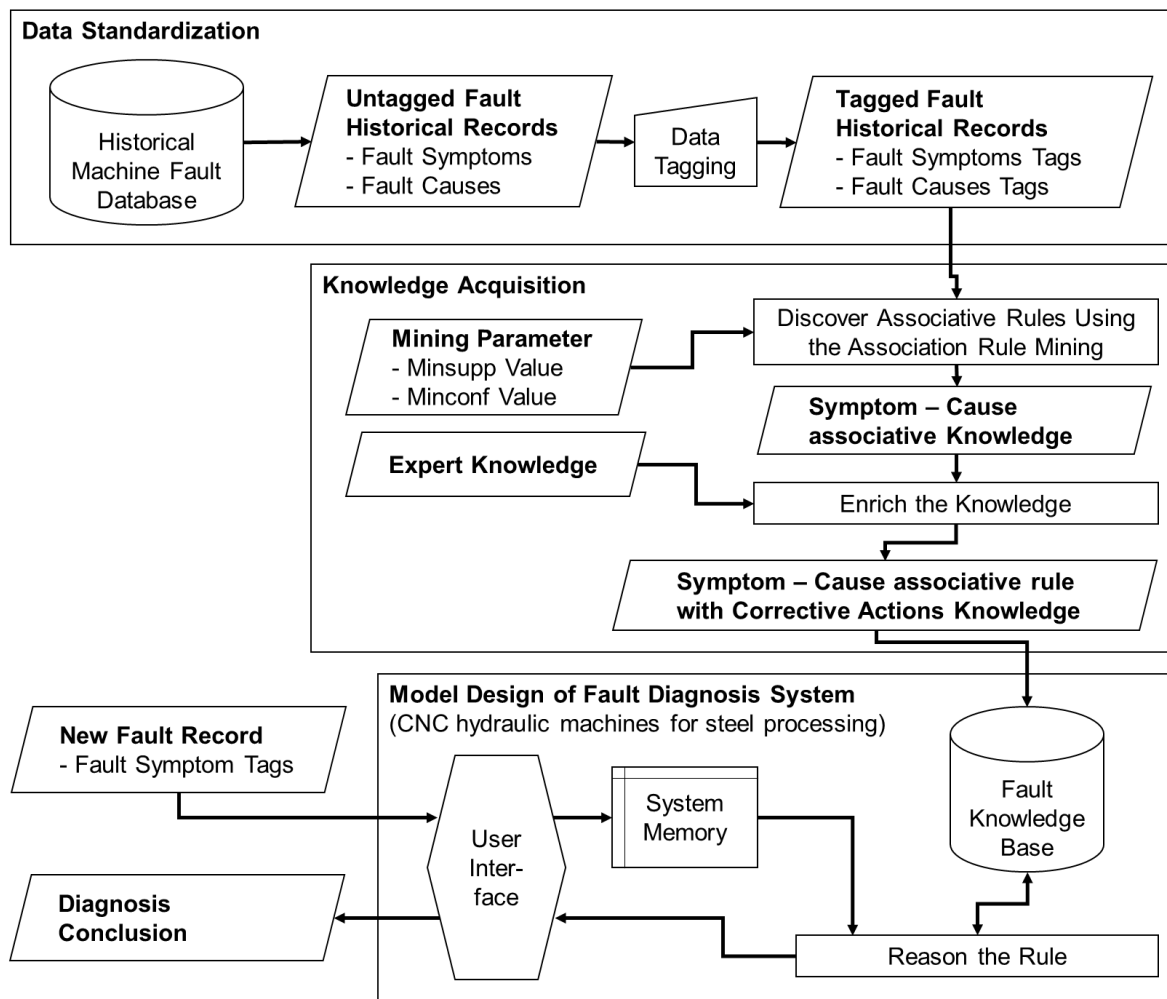 Data Standardization
Historical
Machine Fault
Database
Untagged Fault
Historical Records
- Fault Symptoms
- Fault Causes
Data
Tagging
Tagged Fault
Historical Records
- Fault Symptoms Tags
- Fault Causes Tags
Knowledge Acquisition
Mining Parameter
- Minsupp Value
- Minconf Value
Discover Associative Rules Using
the Association Rule Mining
Symptom – Cause
associative Knowledge
Expert Knowledge
Enrich the Knowledge
Symptom – Cause associative rule
with Corrective Actions Knowledge
Model Design of Fault Diagnosis System
(CNC hydraulic machines for steel processing)
New Fault Record
- Fault Symptom Tags
User
Inter-
face
System
Memory
Fault
Knowledge
Base
Diagnosis
Conclusion
Reason the Rule